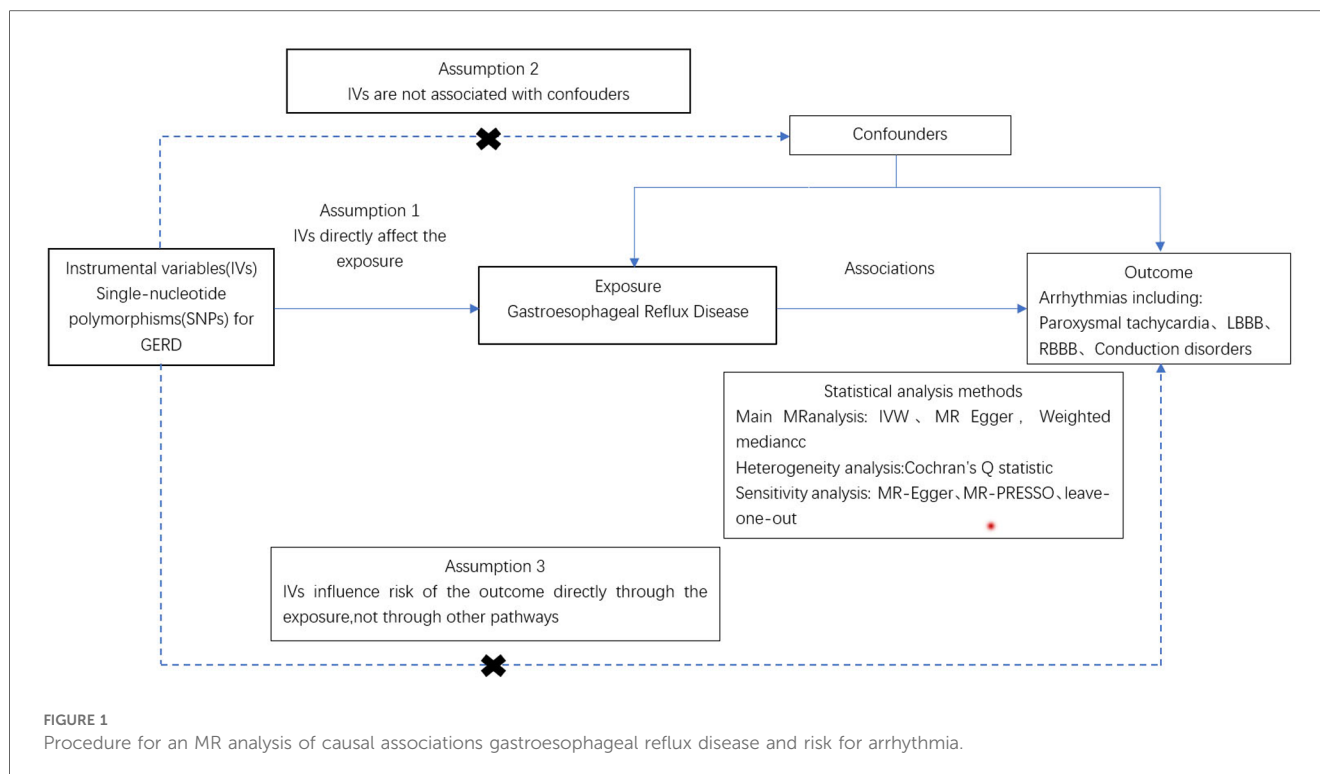 Assumption 2
IVs are not associated with confouders
Confounders
Assumption 1
IVs directly affect the
exposure
Instrumental variables(IVs)
Single-nucleotide
polymorphisms(SNPs) for
GERD
Exposure
Gastroesophageal Reflux Disease
Associations
Outcome
Arrhythmias including:
Paroxysmal tachycardia、LBBB、
RBBB、Conduction disorders
Statistical analysis methods
Main MRanalysis: IVW 、 MR Egger , Weighted
mediancc
Heterogeneity analysis:Cochran's Q statistic
Sensitivity analysis: MR-Egger、MR-PRESSO、leave-
one-out
Assumption 3
IVs influence risk of the outcome directly through the
exposure,not through other pathways
FIGURE 1
Procedure for an MR analysis of causal associations gastroesophageal reflux disease and risk for arrhythmia.